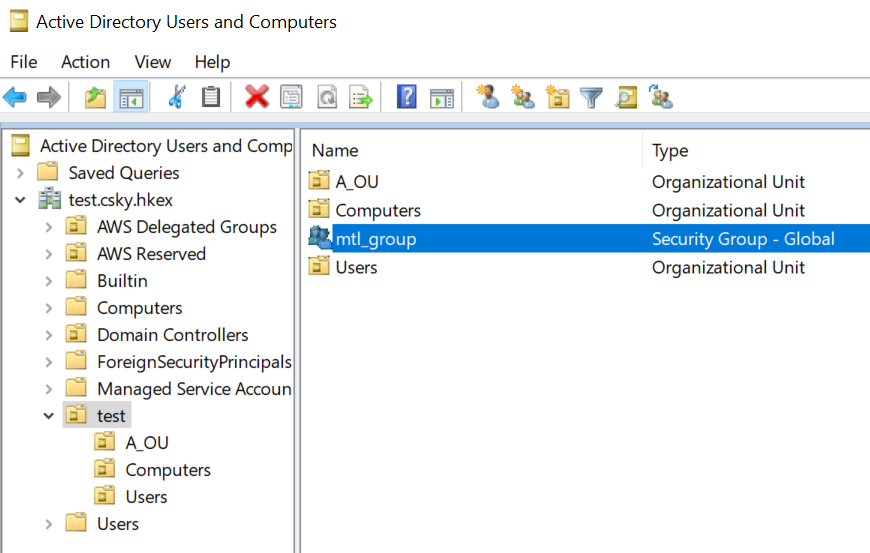 Active Directory Users and Computers
File Action View Help
Active Directory Users and Comp
Saved Queries
test.csky.hkex
AWS Delegated Groups
AWS Reserved
Builtin
Computers
Domain Controllers
ForeignSecurityPrincipals
Managed Service Accoun
test
A_OU
Computers
Users
Users
Name Type
A_OU Organizational Unit
Computers Organizational Unit
mtl_group Security Group - Global
Users Organizational Unit